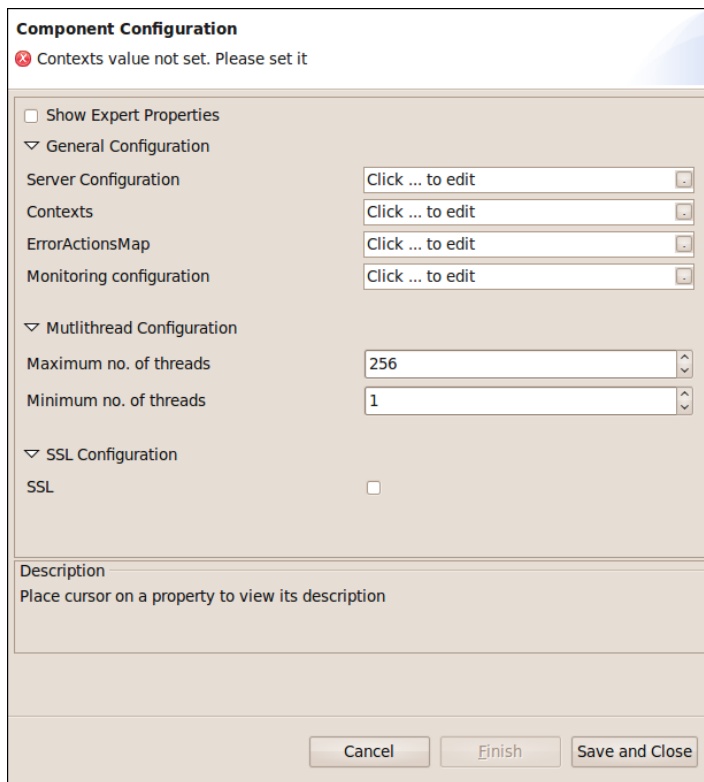 Component Configuration
Contexts value not set. Please set it
Show Expert Properties
General Configuration
Server Configuration Click ... to edit .
Contexts Click ... to edit .
ErrorActionsMap Click ... to edit .
Monitoring configuration Click ... to edit .
Mutlithread Configuration
Maximum no. of threads 256
Minimum no. of threads 1
SSL Configuration
SSL
Description
Place cursor on a property to view its description
Cancel Finish Save and Close